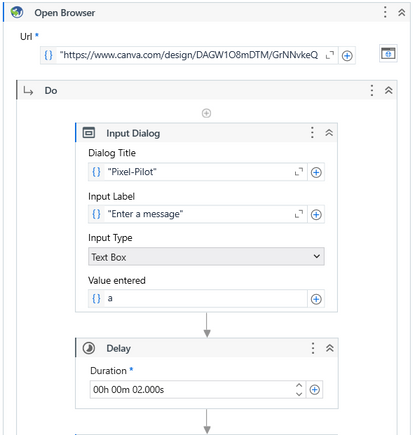 Open Browser
Url *
"https://www.canva.com/design/DAGW1O8mDTM/GrNNvkeQ
Do
Input Dialog
Dialog Title
"Pixel-Pilot"
Input Label
"Enter a message"
Input Type
Text Box
Value entered
a
Delay
Duration *
00h 00m 02.000s